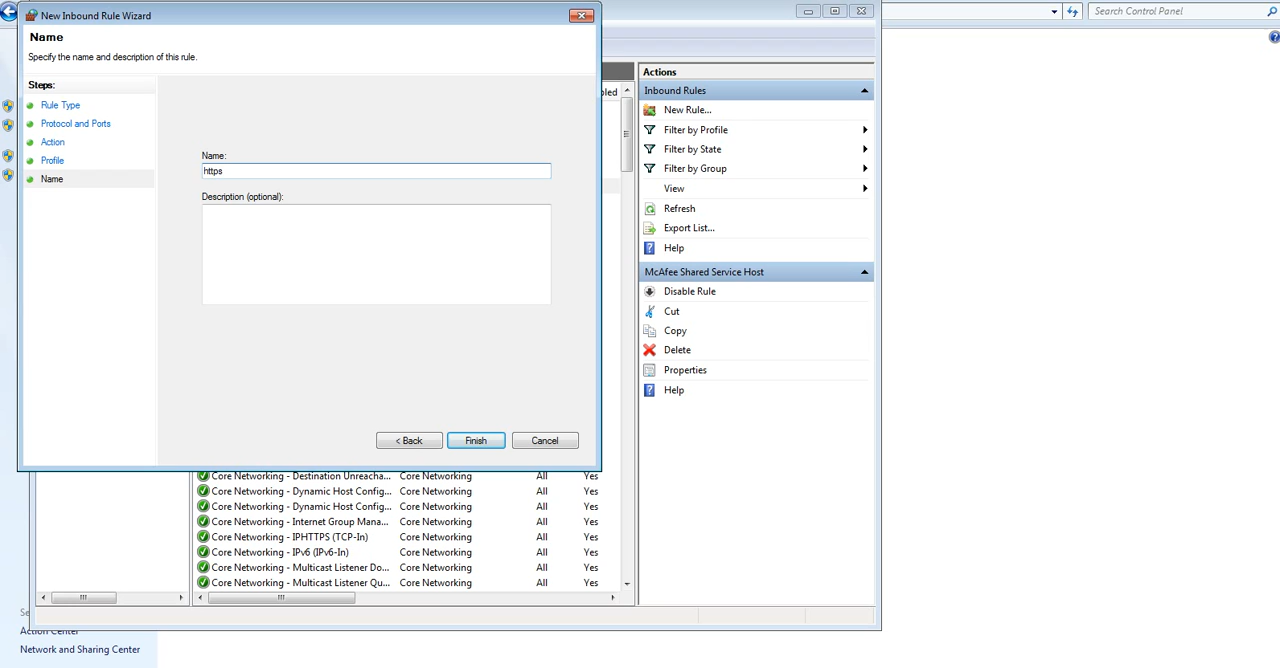 New Inbound Rule Wizard
Search Control Panel
Name
Specify the name and description of this rule.
Steps:
Rule Type
Protocol and Ports
Action
Profile
Name
Name:
https
Description (optional):
< Back
Finish
Cancel
Actions
Inbound Rules
New Rule...
Filter by Profile
Filter by State
Filter by Group
View
Refresh
Export List...
Help
McAfee Shared Service Host
Disable Rule
Cut
Copy
Delete
Properties
Help
Core Networking - Destination Unreacha... Core Networking All Yes
Core Networking - Dynamic Host Config... Core Networking All Yes
Core Networking - Dynamic Host Config... Core Networking All Yes
Core Networking - Internet Group Mana... Core Networking All Yes
Core Networking - IPHTTPS (TCP-In) Core Networking All Yes
Core Networking - IPv6 (IPv6-In) Core Networking All Yes
Core Networking - Multicast Listener Do... Core Networking All Yes
Core Networking - Multicast Listener Qu... Core Networking All Yes
Action Center
Network and Sharing Center